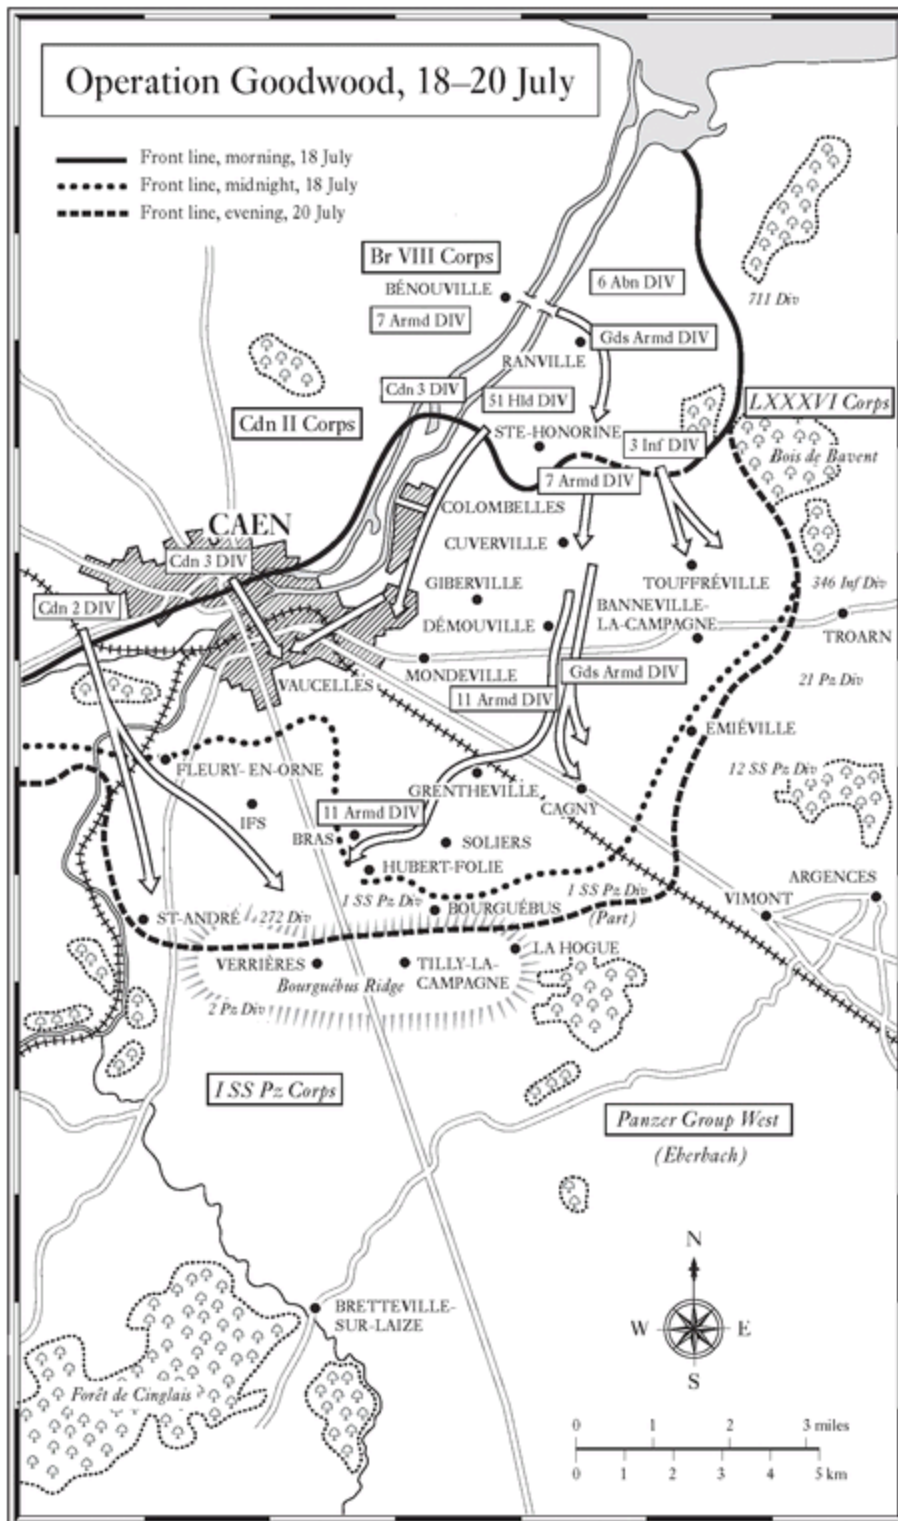 Operation Goodwood, 18–20 July
Front line, morning, 18 July
Front line, midnight, 18 July
Front line, evening, 20 July
Br VIII Corps
BÉNOUVILLE
7 Armd DIV
6 Abn DIV
711 Div
Gds Armd DIV
RANVILLE
Cdn 3 DIV
51 Hld DIV
LXXXVI Corps
Cdn II Corps
STE-HONORINE
3 Inf DIV
Bois de Bavent
7 Armd DIV
COLOMBELLES
CAEN
CUVERVILLE
Cdn 3 DIV
GIBERVILLE
TOUFFRÉVILLE
346 Inf Div
Cdn 2 DIV
BANNEVILLE-
LA-CAMPAGNE
DÉMOUVILLE
TROARN
MONDEVILLE
Gds Armd DIV
21 Pz Div
VAUCELLES
11 Armd DIV
EMIÉVILLE
FLEURY-EN-ORNE
12 SS Pz Div
GRENTHEVILLE
CAGNY
IFS
11 Armd DIV
BRAS
SOLIERS
HUBERT-FOLIE
ARGENCES
1 SS Pz Div
1 SS Pz Div
(Part)
VIMONT
BOURGUÉBUS
ST-ANDRÉ
272 Div
LA HOGUE
VERRIÈRES
TILLY-LA-
CAMPAGNE
Bourguébus Ridge
2 Pz Div
I SS Pz Corps
Panzer Group West
(Eberbach)
N
W
E
S
BRETTEVILLE-
SUR-LAIZE
Forêt de Cinglais
0 1 2 3 miles
0 1 2 3 4 5 km